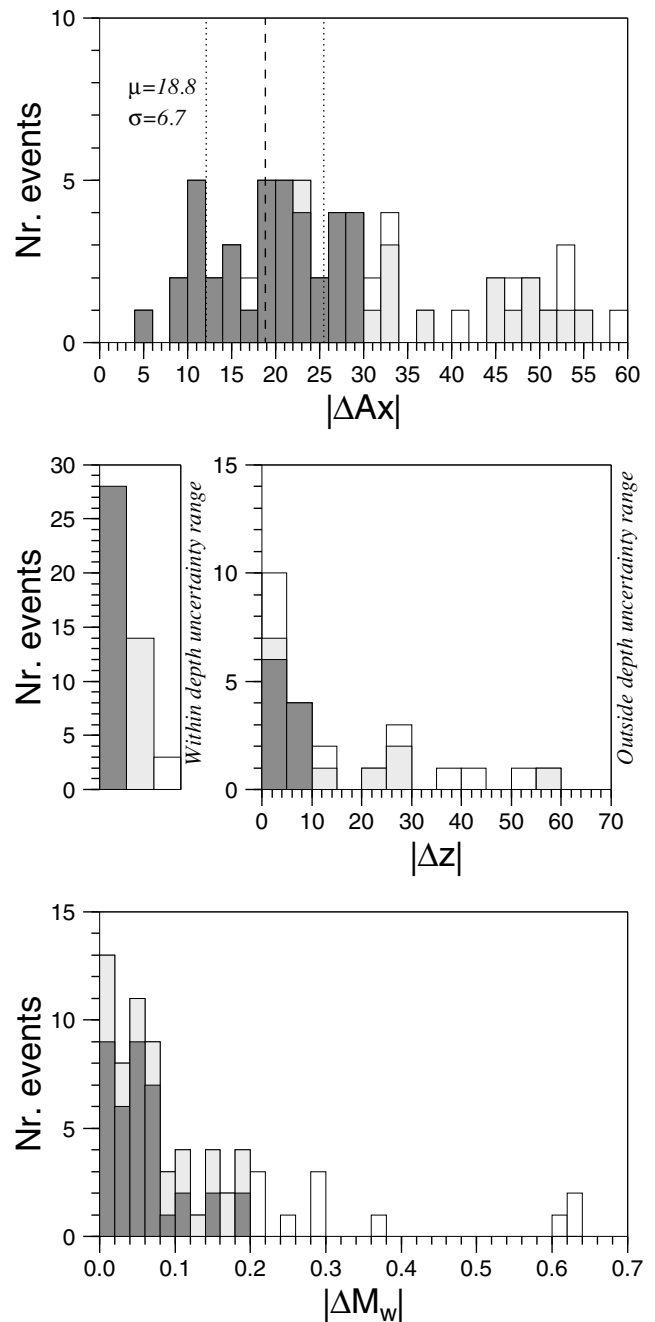 10
μ=18.8
σ=6.7
5
0
Nr. events
0 5 10 15 20 25 30 35 40 45 50 55 60
|ΔAx|
30
25
20
15
10
5
0
Nr. events
Within depth uncertainty range
15
10
5
0
Outside depth uncertainty range
0 10 20 30 40 50 60 70
|Δz|
15
10
5
0
Nr. events
0.0 0.1 0.2 0.3 0.4 0.5 0.6 0.7
|ΔMw|